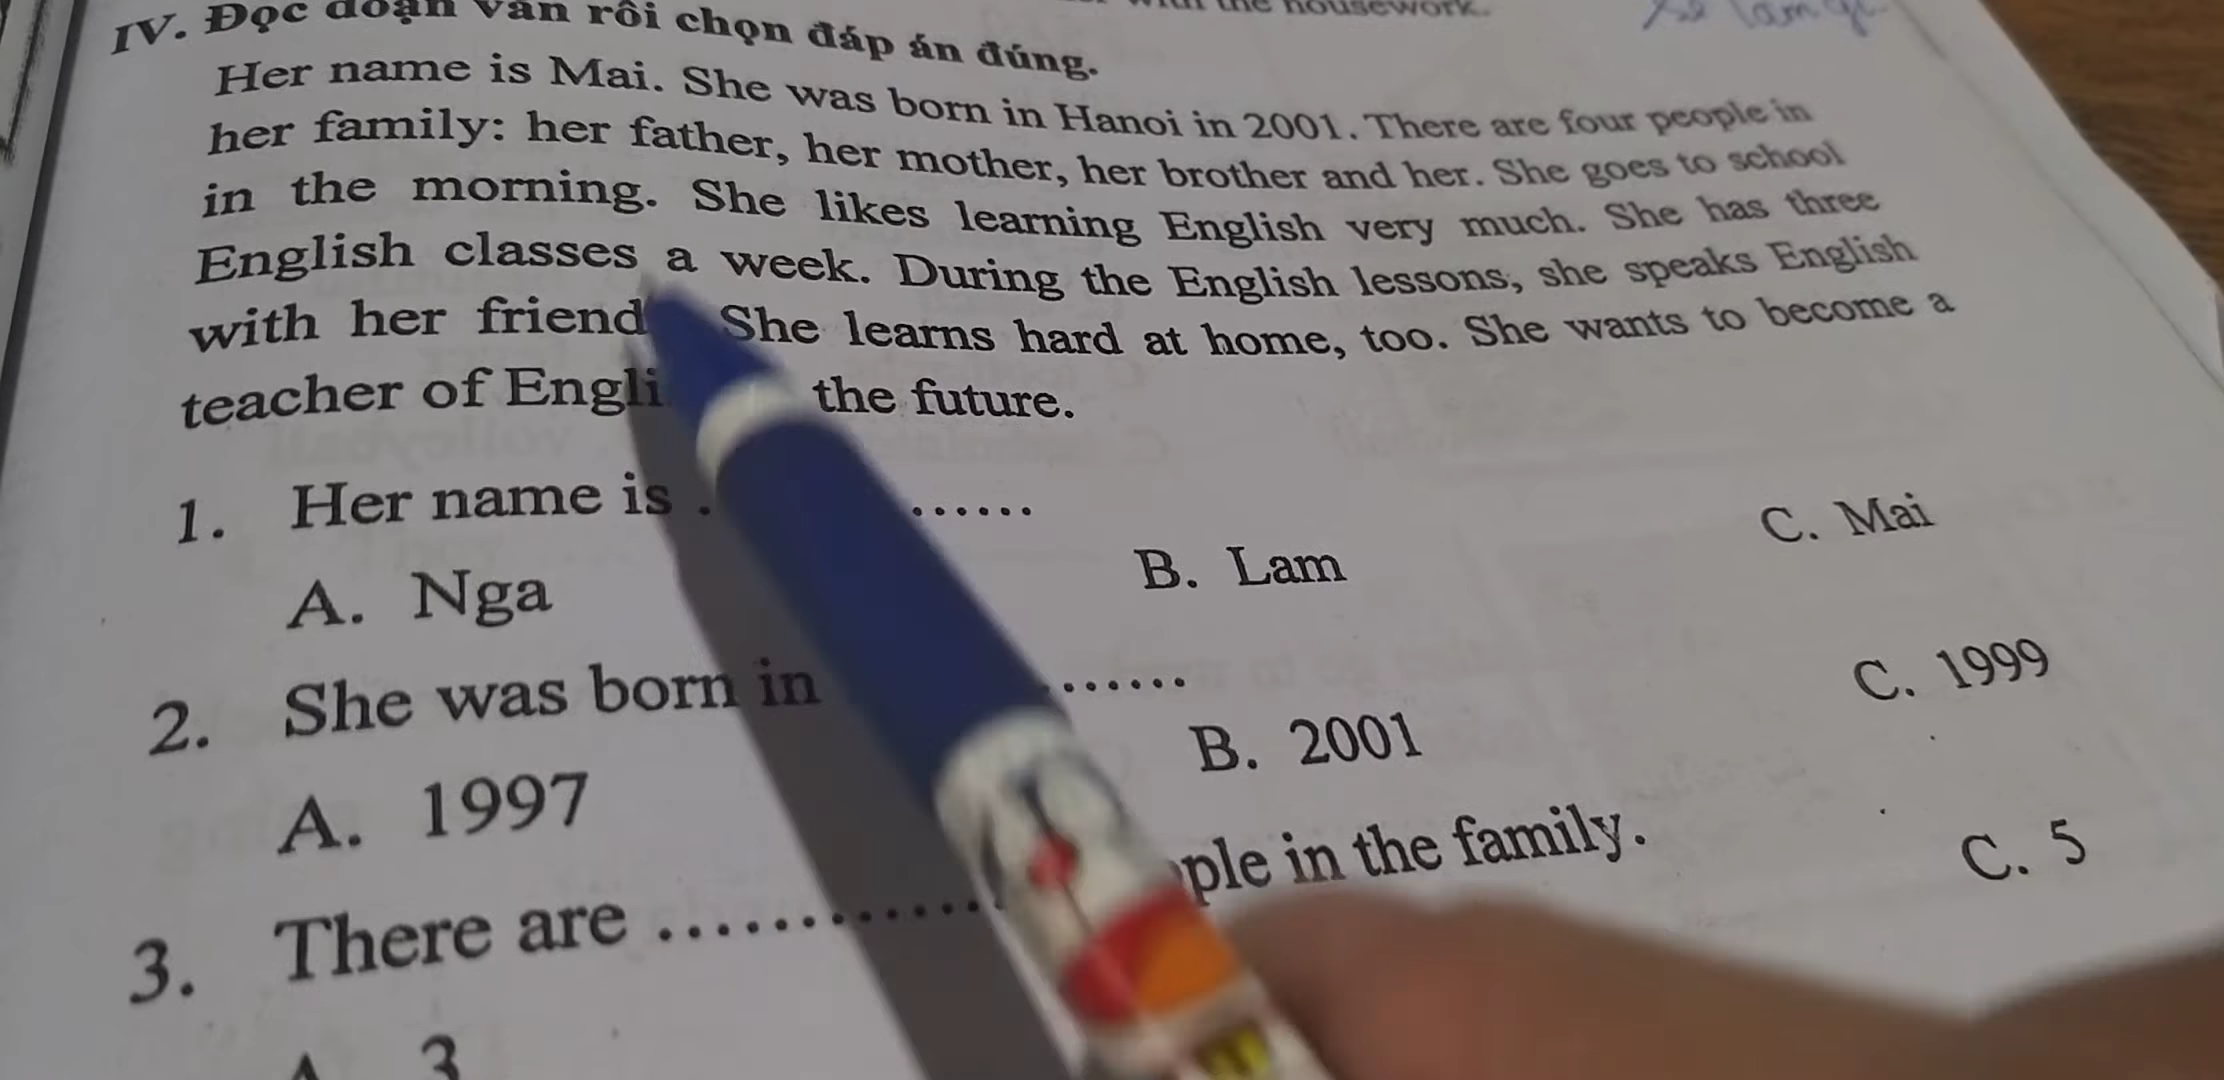 with the housework.
IV. Đọc đoạn văn rồi chọn đáp án đúng.
Her name is Mai. She was born in Hanoi in 2001. There are four people in
her family: her father, her mother, her brother and her. She goes to school
in the morning. She likes learning English very much. She has three
English classes a week. During the English lessons, she speaks English
with her friend She learns hard at home, too. She wants to become a
teacher of Engli the future.
1. Her name is . ......
A. Nga B. Lam C. Mai
2. She was born in ......
A. 1997 B. 2001 C. 1999
3. There are ............. ple in the family.
A 3 C. 5